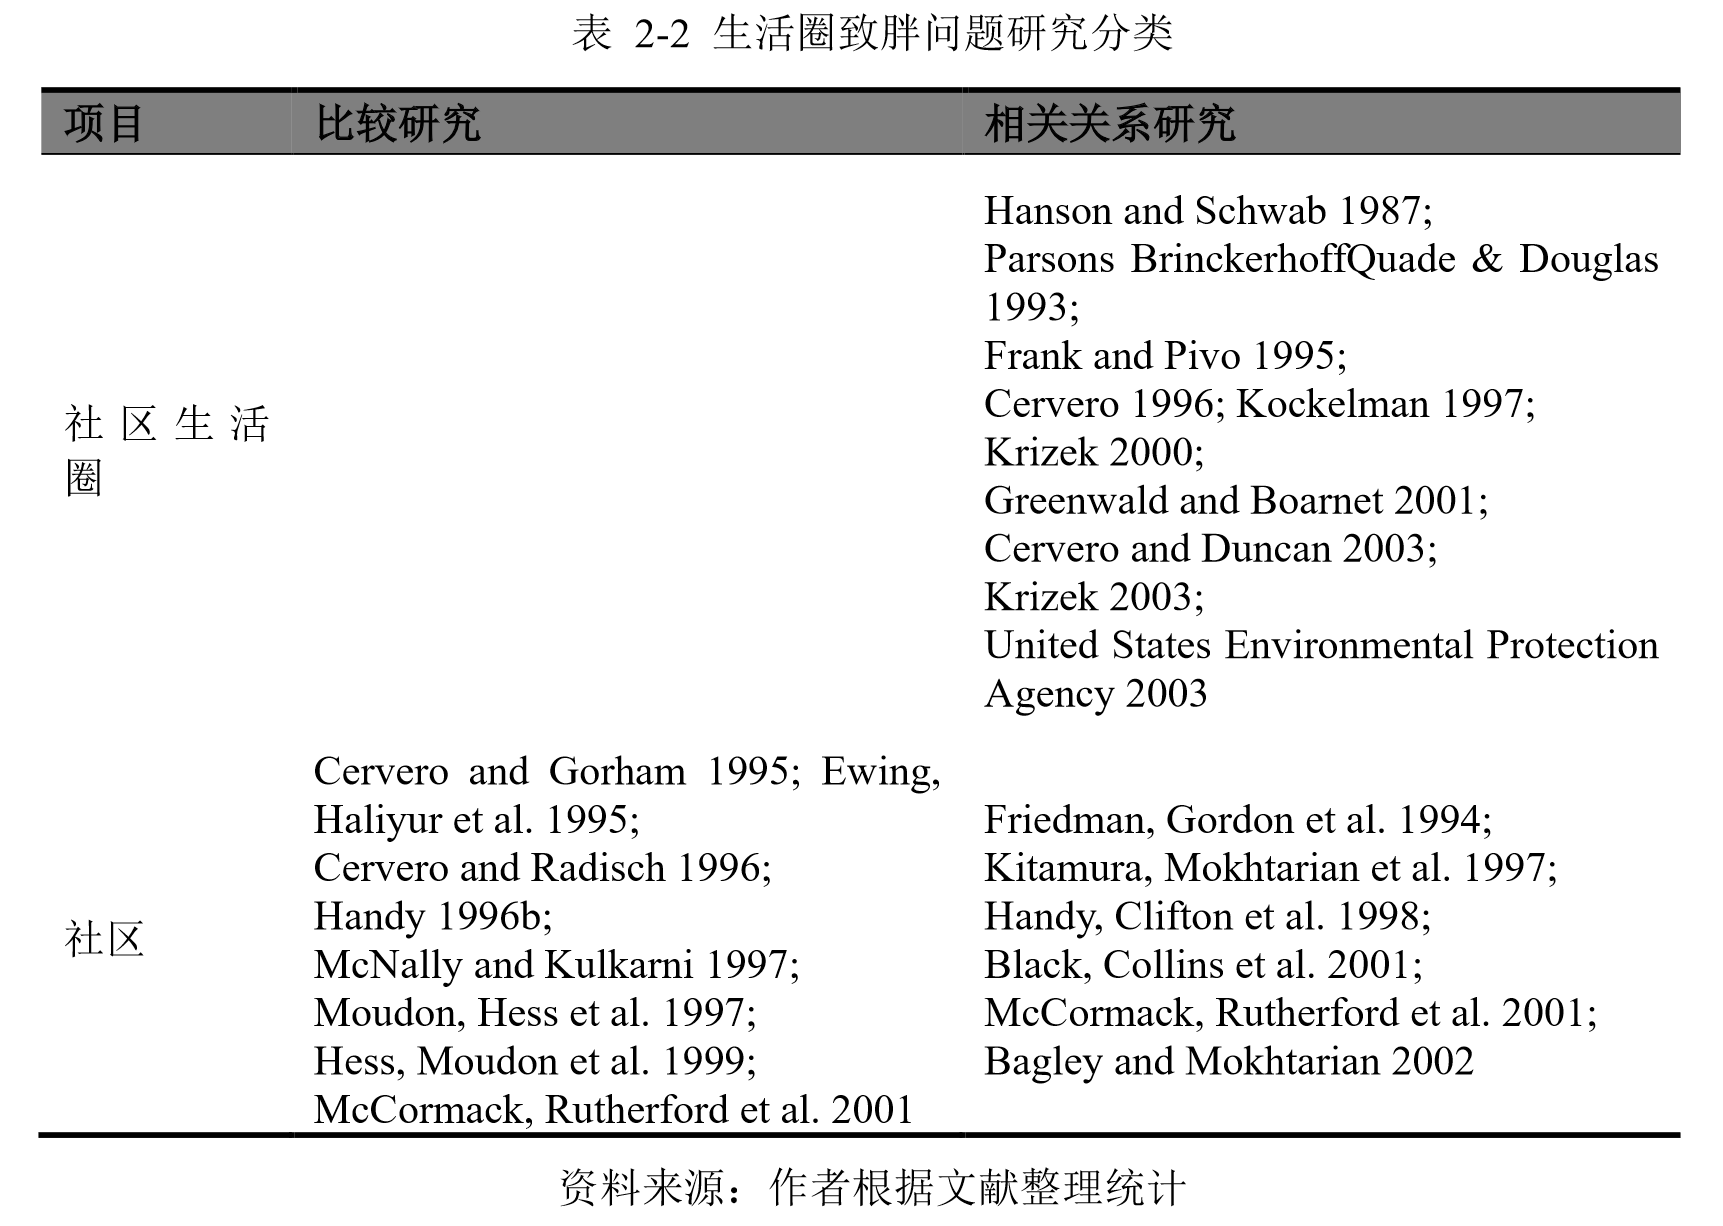 表 2-2 生活圈致胖问题研究分类
项目 比较研究 相关关系研究
社区生活
圈
Hanson and Schwab 1987;
Parsons BrinckerhoffQuade & Douglas
1993;
Frank and Pivo 1995;
Cervero 1996; Kockelman 1997;
Krizek 2000;
Greenwald and Boarnet 2001;
Cervero and Duncan 2003;
Krizek 2003;
United States Environmental Protection
Agency 2003
社区
Cervero and Gorham 1995; Ewing,
Haliyur et al. 1995;
Cervero and Radisch 1996;
Handy 1996b;
McNally and Kulkarni 1997;
Moudon, Hess et al. 1997;
Hess, Moudon et al. 1999;
McCormack, Rutherford et al. 2001
Friedman, Gordon et al. 1994;
Kitamura, Mokhtarian et al. 1997;
Handy, Clifton et al. 1998;
Black, Collins et al. 2001;
McCormack, Rutherford et al. 2001;
Bagley and Mokhtarian 2002
资料来源：作者根据文献整理统计